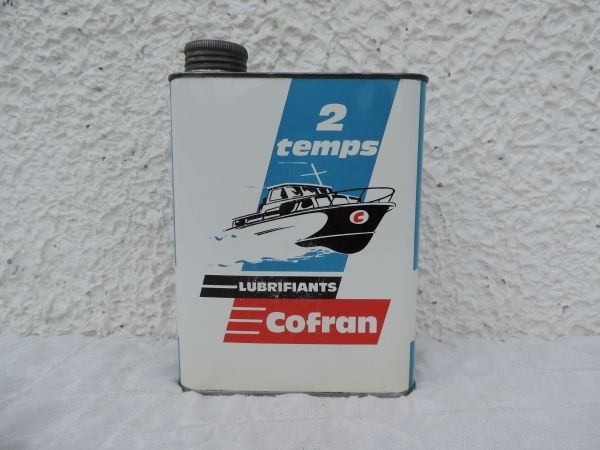 2
temps
C
LUBRIFIANTS
Cofran